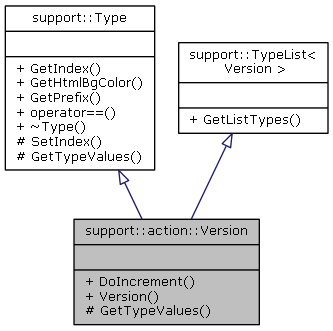 support::Type
+ GetIndex()
+ GetHtmlBgColor()
+ GetPrefix()
+ operator==()
+ ~Type()
# SetIndex()
# GetTypeValues()
support::TypeList<
Version >
+ GetListTypes()
support::action::Version
+ DoIncrement()
+ Version()
# GetTypeValues()